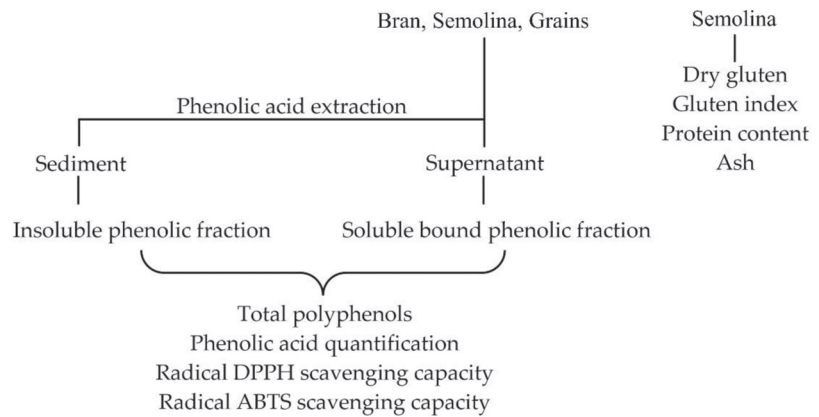 Bran, Semolina, Grains
Semolina
Phenolic acid extraction
Dry gluten
Gluten index
Protein content
Ash
Sediment
Supernatant
Insoluble phenolic fraction
Soluble bound phenolic fraction
Total polyphenols
Phenolic acid quantification
Radical DPPH scavenging capacity
Radical ABTS scavenging capacity